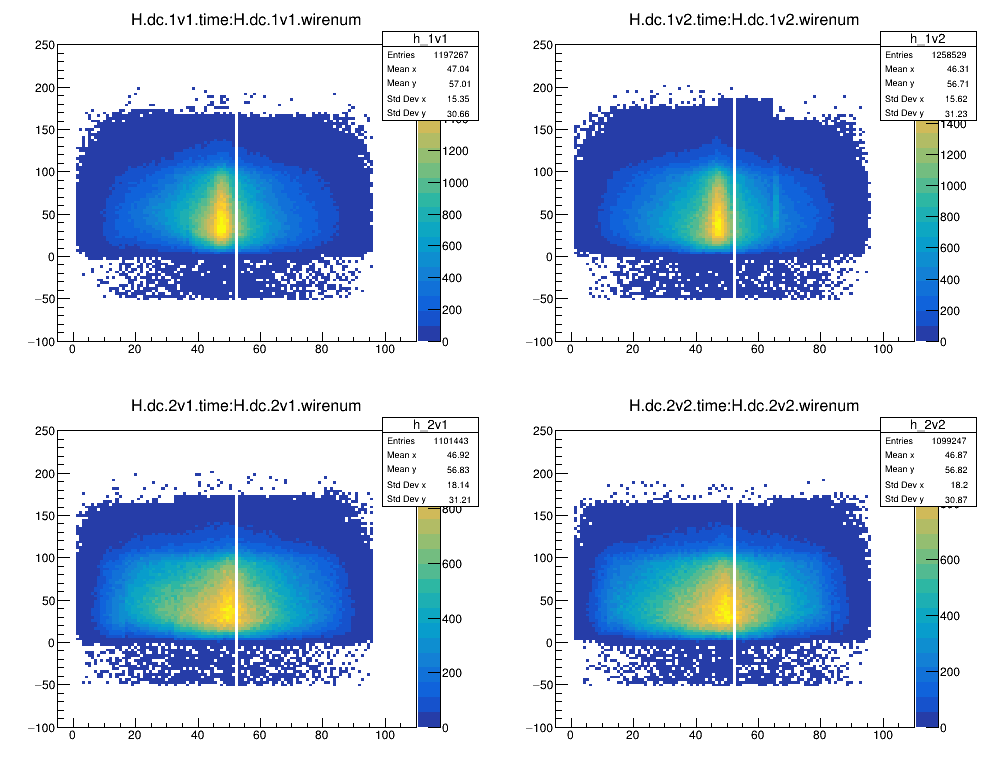 H.dc.1v1.time:H.dc.1v1.wirenum
h_1v1
Entries 1197267
Mean x 47.04
Mean y 57.01
Std Dev x 15.35
Std Dev y 30.66
250
200
150
100
50
0
−50
−100
0 20 40 60 80 100
1200
1000
800
600
400
200
0
H.dc.1v2.time:H.dc.1v2.wirenum
h_1v2
Entries 1258529
Mean x 46.31
Mean y 56.71
Std Dev x 15.62
Std Dev y 31.23
250
200
150
100
50
0
−50
−100
0 20 40 60 80 100
1400
1200
1000
800
600
400
200
0
H.dc.2v1.time:H.dc.2v1.wirenum
h_2v1
Entries 1101443
Mean x 46.92
Mean y 56.83
Std Dev x 18.14
Std Dev y 31.21
250
200
150
100
50
0
−50
−100
0 20 40 60 80 100
800
600
400
200
0
H.dc.2v2.time:H.dc.2v2.wirenum
h_2v2
Entries 1099247
Mean x 46.87
Mean y 56.82
Std Dev x 18.2
Std Dev y 30.87
250
200
150
100
50
0
−50
−100
0 20 40 60 80 100
600
400
200
0